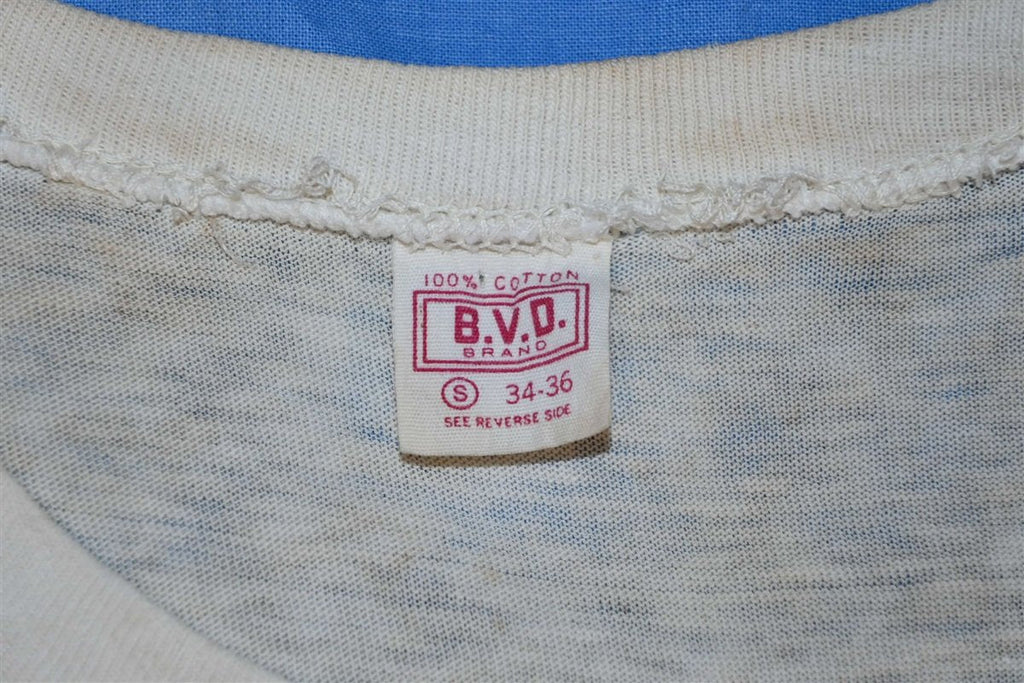 100% COTTON
B.V.D.
BRAND
S 34-36
SEE REVERSE SIDE